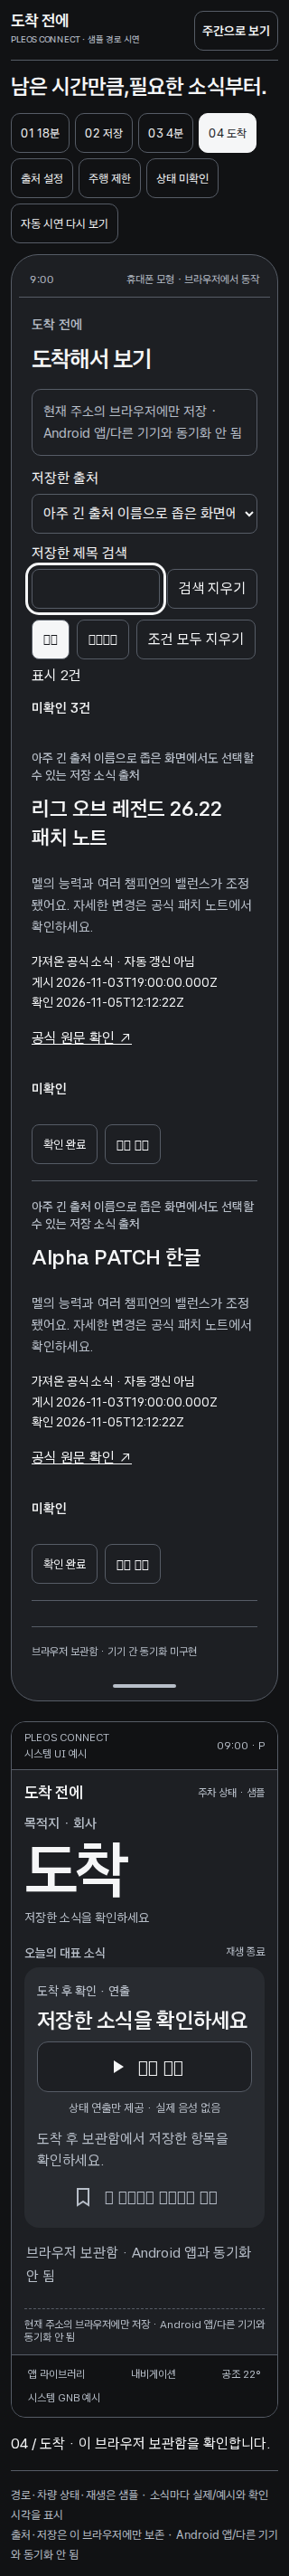 도착 전에
PLEOS CONNECT · 샘플 경로 시연
주간으로 보기
남은 시간만큼,필요한 소식부터.
01 18분
02 저장
03 4분
04 도착
출처 설정
주행 제한
상태 미확인
자동 시연 다시 보기
9:00
휴대폰 모형 · 브라우저에서 동작
도착 전에
도착해서 보기
현재 주소의 브라우저에만 저장 ·
Android 앱/다른 기기와 동기화 안 됨
저장한 출처
아주 긴 출처 이름으로 좁은 화면에
저장한 제목 검색
검색 지우기
조건 모두 지우기
표시 2건
미확인 3건
아주 긴 출처 이름으로 좁은 화면에서도 선택할
수 있는 저장 소식 출처
리그 오브 레전드 26.22
패치 노트
멜의 능력과 여러 챔피언의 밸런스가 조정
됐어요. 자세한 변경은 공식 패치 노트에서
확인하세요.
가져온 공식 소식 · 자동 갱신 아님
게시 2026-11-03T19:00:00.000Z
확인 2026-11-05T12:12:22Z
공식 원문 확인 ↗
미확인
확인 완료
아주 긴 출처 이름으로 좁은 화면에서도 선택할
수 있는 저장 소식 출처
Alpha PATCH 한글
멜의 능력과 여러 챔피언의 밸런스가 조정
됐어요. 자세한 변경은 공식 패치 노트에서
확인하세요.
가져온 공식 소식 · 자동 갱신 아님
게시 2026-11-03T19:00:00.000Z
확인 2026-11-05T12:12:22Z
공식 원문 확인 ↗
미확인
확인 완료
브라우저 보관함 · 기기 간 동기화 미구현
PLEOS CONNECT
시스템 UI 예시
09:00 · P
도착 전에
주차 상태 · 샘플
목적지 · 회사
도착
저장한 소식을 확인하세요
오늘의 대표 소식
재생 종료
도착 후 확인 · 연출
저장한 소식을 확인하세요
상태 연출만 제공 · 실제 음성 없음
도착 후 보관함에서 저장한 항목을
확인하세요.
브라우저 보관함 · Android 앱과 동기화
안 됨
현재 주소의 브라우저에만 저장 · Android 앱/다른 기기와
동기화 안 됨
앱 라이브러리
내비게이션
공조 22°
시스템 GNB 예시
04 / 도착 · 이 브라우저 보관함을 확인합니다.
경로·차량 상태·재생은 샘플 · 소식마다 실제/예시와 확인
시각을 표시
출처·저장은 이 브라우저에만 보존 · Android 앱/다른 기기
와 동기화 안 됨